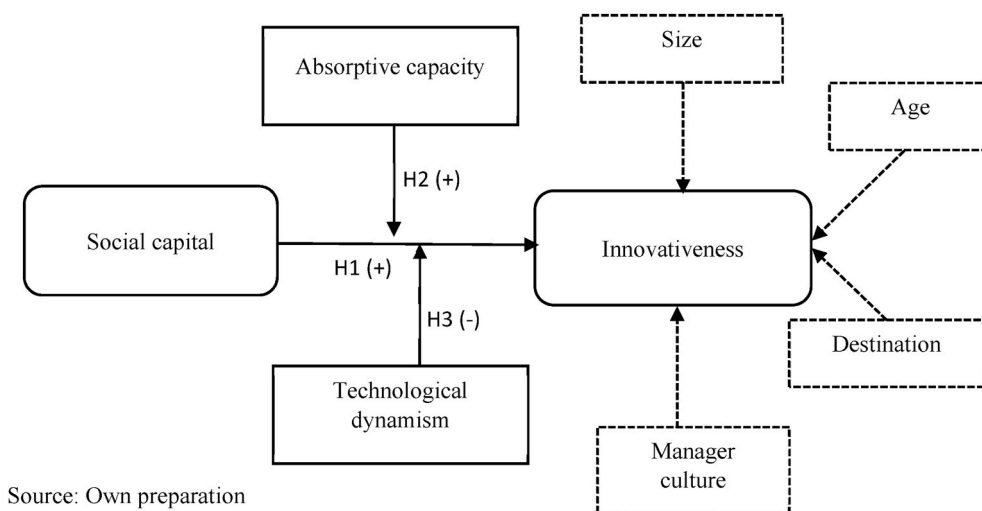 Size
Absorptive capacity
Age
H2 (+)
Social capital
Innovativeness
H1 (+)
H3 (-)
Destination
Technological
dynamism
Manager
culture
Source: Own preparation